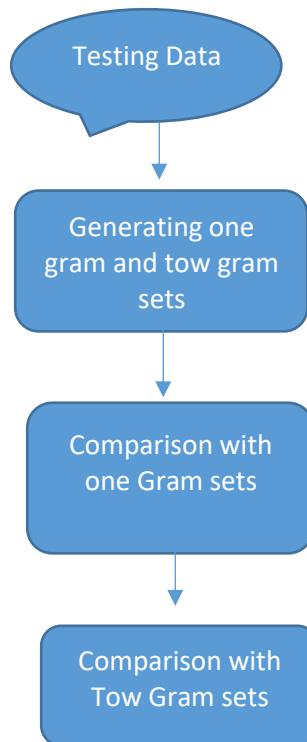 Testing Data
Generating one
gram and tow gram
sets
Comparison with
one Gram sets
Comparison with
Tow Gram sets